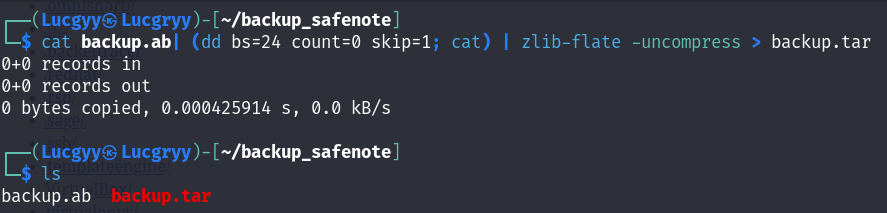 (Lucgyy㉿Lucgryy)-[~/backup_safenote]
$ cat backup.ab| (dd bs=24 count=0 skip=1; cat) | zlib-flate -uncompress > backup.tar
0+0 records in
0+0 records out
0 bytes copied, 0.000425914 s, 0.0 kB/s
(Lucgyy㉿Lucgryy)-[~/backup_safenote]
$ ls
backup.ab backup.tar